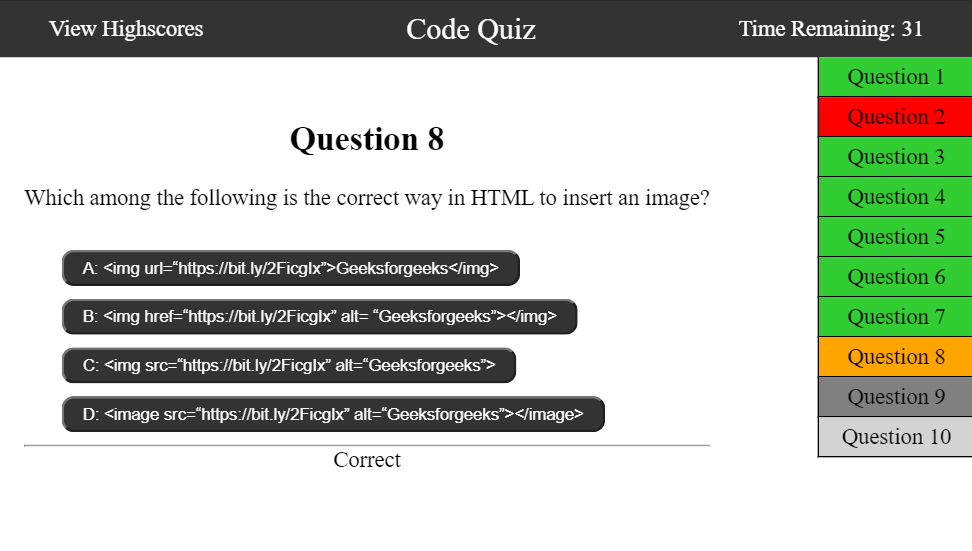 View Highscores
Code Quiz
Time Remaining: 31
Question 8
Which among the following is the correct way in HTML to insert an image?
A: <img url=“https://bit.ly/2FicgIx”>Geeksforgeeks</img>
B: <img href=“https://bit.ly/2FicgIx” alt= “Geeksforgeeks”></img>
C: <img src=“https://bit.ly/2FicgIx” alt=“Geeksforgeeks”>
D: <image src=“https://bit.ly/2FicgIx” alt=“Geeksforgeeks”></image>
Correct
Question 1
Question 2
Question 3
Question 4
Question 5
Question 6
Question 7
Question 8
Question 9
Question 10